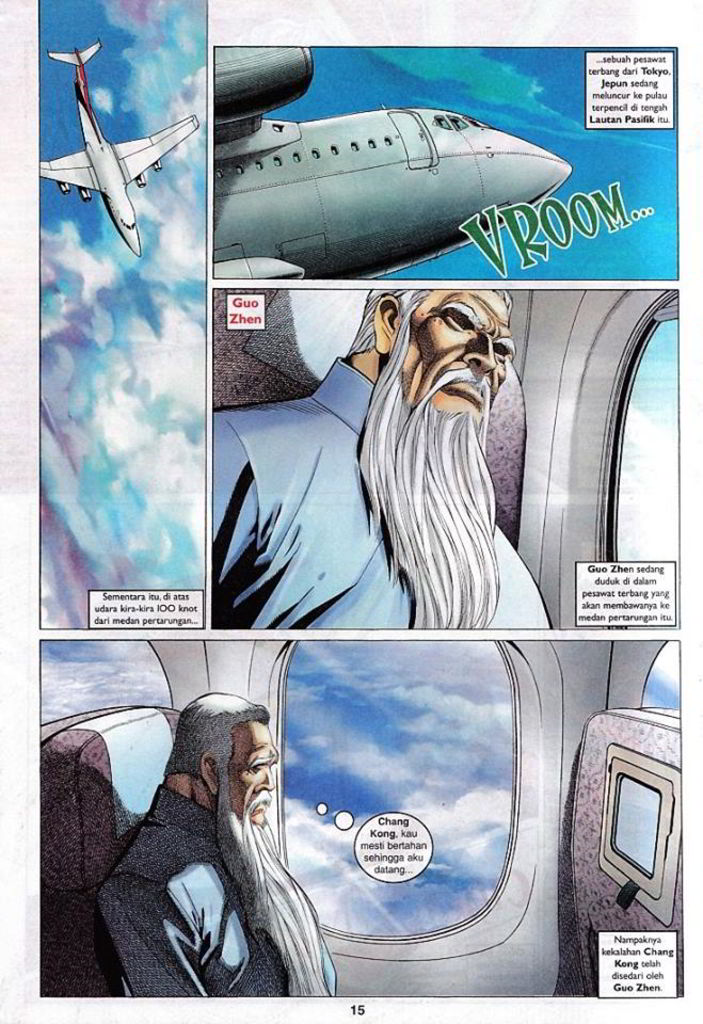 Sementara itu, di atas
udara kira-kira 100 knot
dari medan pertarungan...
...sebuah pesawat
terbang dari Tokyo,
Jepun sedang
meluncur ke pulau
terpencil di tengah
Lautan Pasifik itu.
VROOM...
Guo
Zhen
Guo Zhen sedang
duduk di dalam
pesawat terbang yang
akan membawanya ke
medan pertarungan itu.
Chang
Kong, kau
mesti bertahan
sehingga aku
datang...
Nampaknya
kekalahan Chang
Kong telah
disedari oleh
Guo Zhen.
15